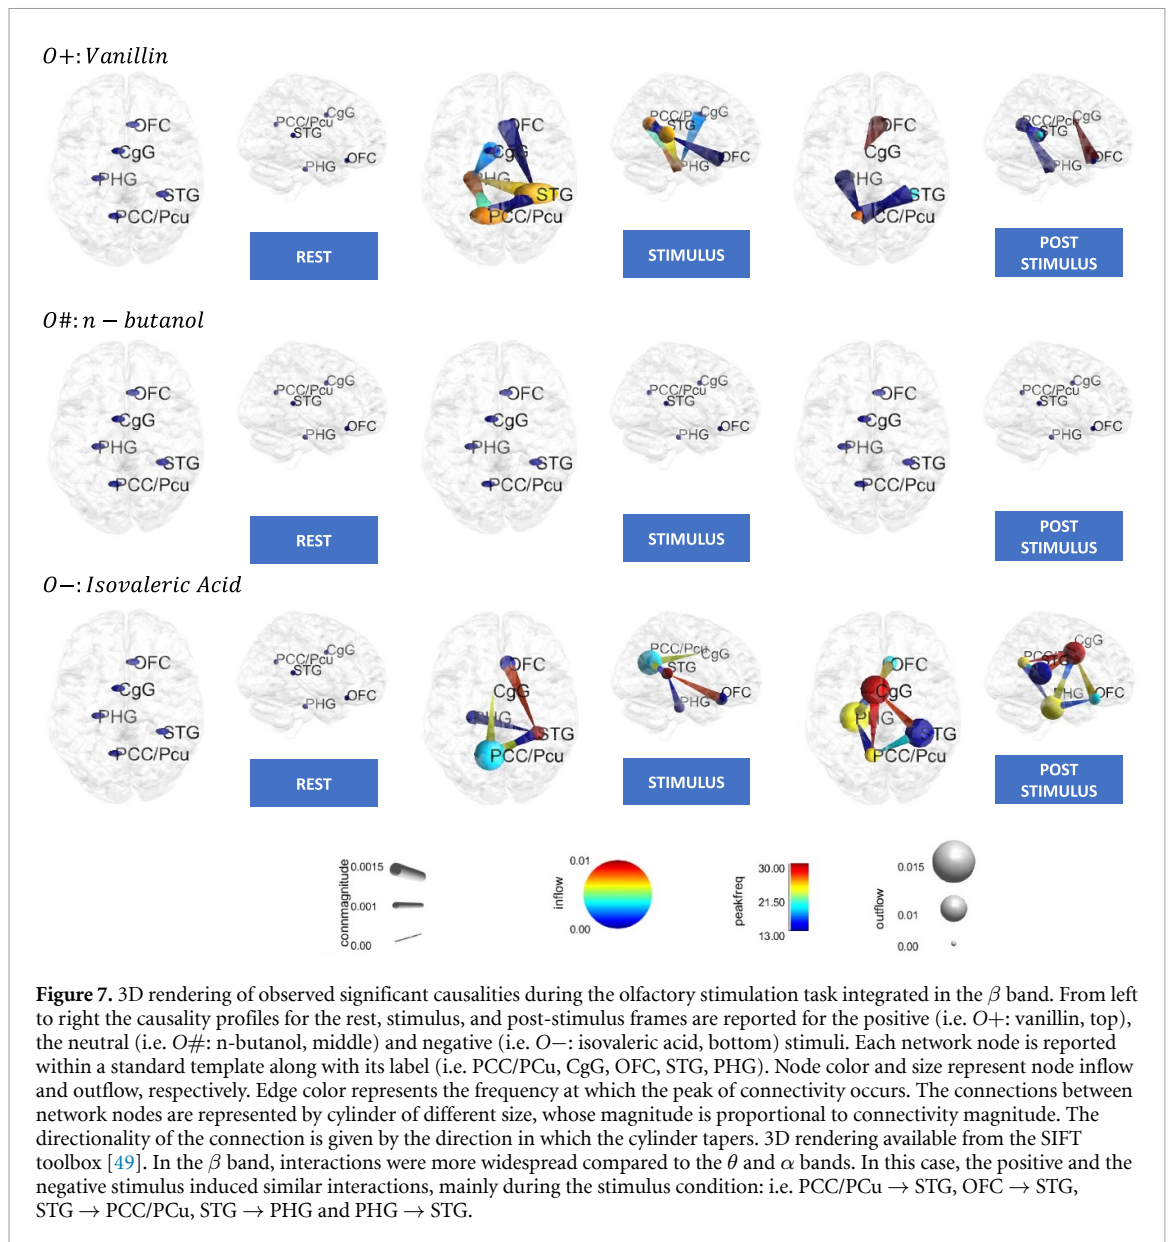 O+: Vanillin
OFC
CgG
PHG
STG
PCC/Pcu
PCC/Pcu
CgG
STG
PHG
OFC
REST
OFC
CgG
PHG
STG
PCC/Pcu
PCC/P
CgG
STG
PHG
OFC
STIMULUS
OFC
CgG
HG
STG
PCC/Pcu
PCC/Pcu
CgG
STG
PHG
OFC
POST
STIMULUS
O#: n − butanol
OFC
CgG
PHG
STG
PCC/Pcu
PCC/Pcu
CgG
STG
PHG
OFC
REST
OFC
CgG
PHG
STG
PCC/Pcu
PCC/Pcu
CgG
STG
PHG
OFC
STIMULUS
OFC
CgG
PHG
STG
PCC/Pcu
PCC/Pcu
CgG
STG
PHG
OFC
POST
STIMULUS
O−: Isovaleric Acid
OFC
CgG
PHG
STG
PCC/Pcu
PCC/Pcu
CgG
STG
PHG
OFC
REST
OFC
CgG
PHG
STG
PCC/Pcu
PCC/Pcu
CgG
STG
PHG
OFC
STIMULUS
OFC
CgG
PHG
STG
PCC/Pcu
CgG
STG
PHG
OFC
POST
STIMULUS
connmagnitude
0.0015
0.001
0.00
inflow
0.01
0.00
peakfreq
30.00
21.50
13.00
outflow
0.015
0.01
0.00
Figure 7. 3D rendering of observed significant causalities during the olfactory stimulation task integrated in the β band. From left
to right the causality profiles for the rest, stimulus, and post-stimulus frames are reported for the positive (i.e. O+: vanillin, top),
the neutral (i.e. O#: n-butanol, middle) and negative (i.e. O−: isovaleric acid, bottom) stimuli. Each network node is reported
within a standard template along with its label (i.e. PCC/PCu, CgG, OFC, STG, PHG). Node color and size represent node inflow
and outflow, respectively. Edge color represents the frequency at which the peak of connectivity occurs. The connections between
network nodes are represented by cylinder of different size, whose magnitude is proportional to connectivity magnitude. The
directionality of the connection is given by the direction in which the cylinder tapers. 3D rendering available from the SIFT
toolbox [49]. In the β band, interactions were more widespread compared to the θ and α bands. In this case, the positive and the
negative stimulus induced similar interactions, mainly during the stimulus condition: i.e. PCC/PCu → STG, OFC → STG,
STG → PCC/PCu, STG → PHG and PHG → STG.